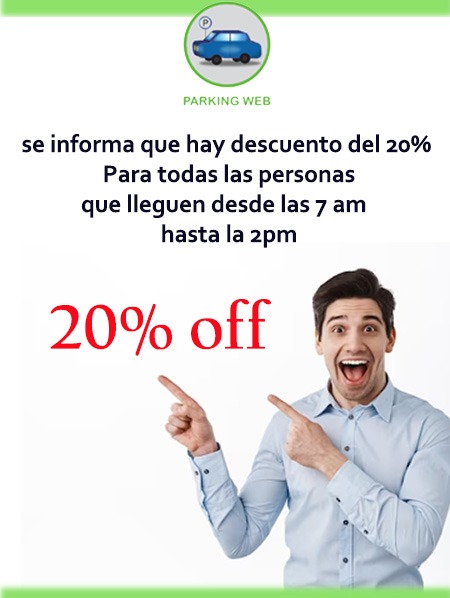 P
PARKING WEB
se informa que hay descuento del 20%
Para todas las personas
que lleguen desde las 7 am
hasta la 2pm
20% off